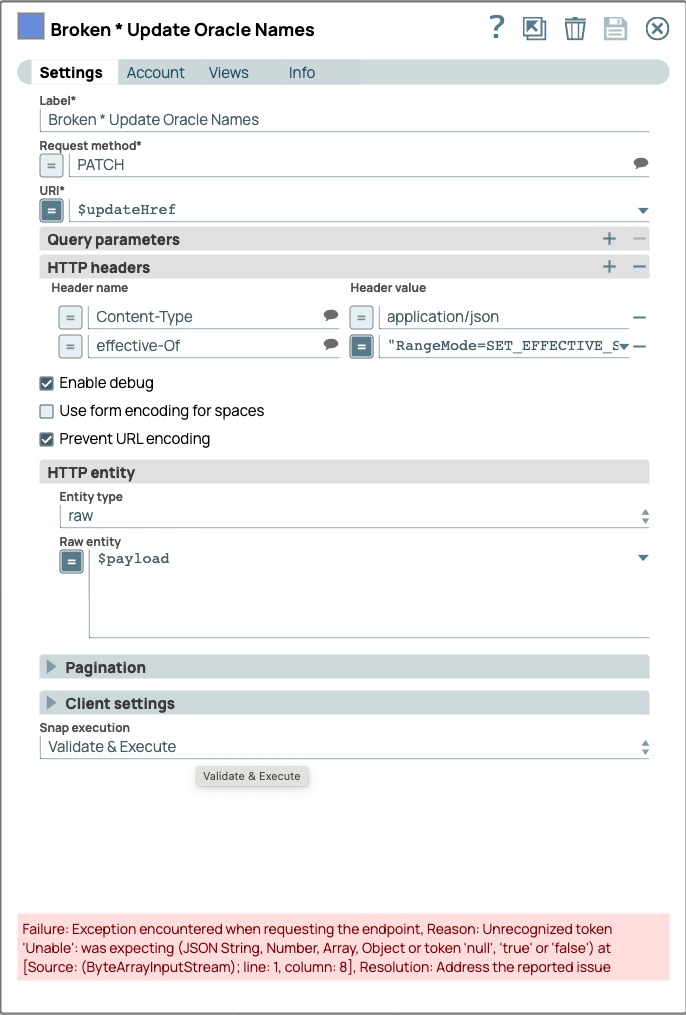 Broken * Update Oracle Names
?
Settings Account Views Info
Label*
Broken * Update Oracle Names
Request method*
= PATCH
URI*
= $updateHref
Query parameters + −
HTTP headers + −
Header name Header value
= Content-Type = application/json −
= effective-Of = "RangeMode=SET_EFFECTIVE_S −
Enable debug
Use form encoding for spaces
Prevent URL encoding
HTTP entity
Entity type
raw
Raw entity
= $payload
Pagination
Client settings
Snap execution
Validate & Execute
Validate & Execute
Failure: Exception encountered when requesting the endpoint, Reason: Unrecognized token
'Unable': was expecting (JSON String, Number, Array, Object or token 'null', 'true' or 'false') at
[Source: (ByteArrayInputStream); line: 1, column: 8], Resolution: Address the reported issue